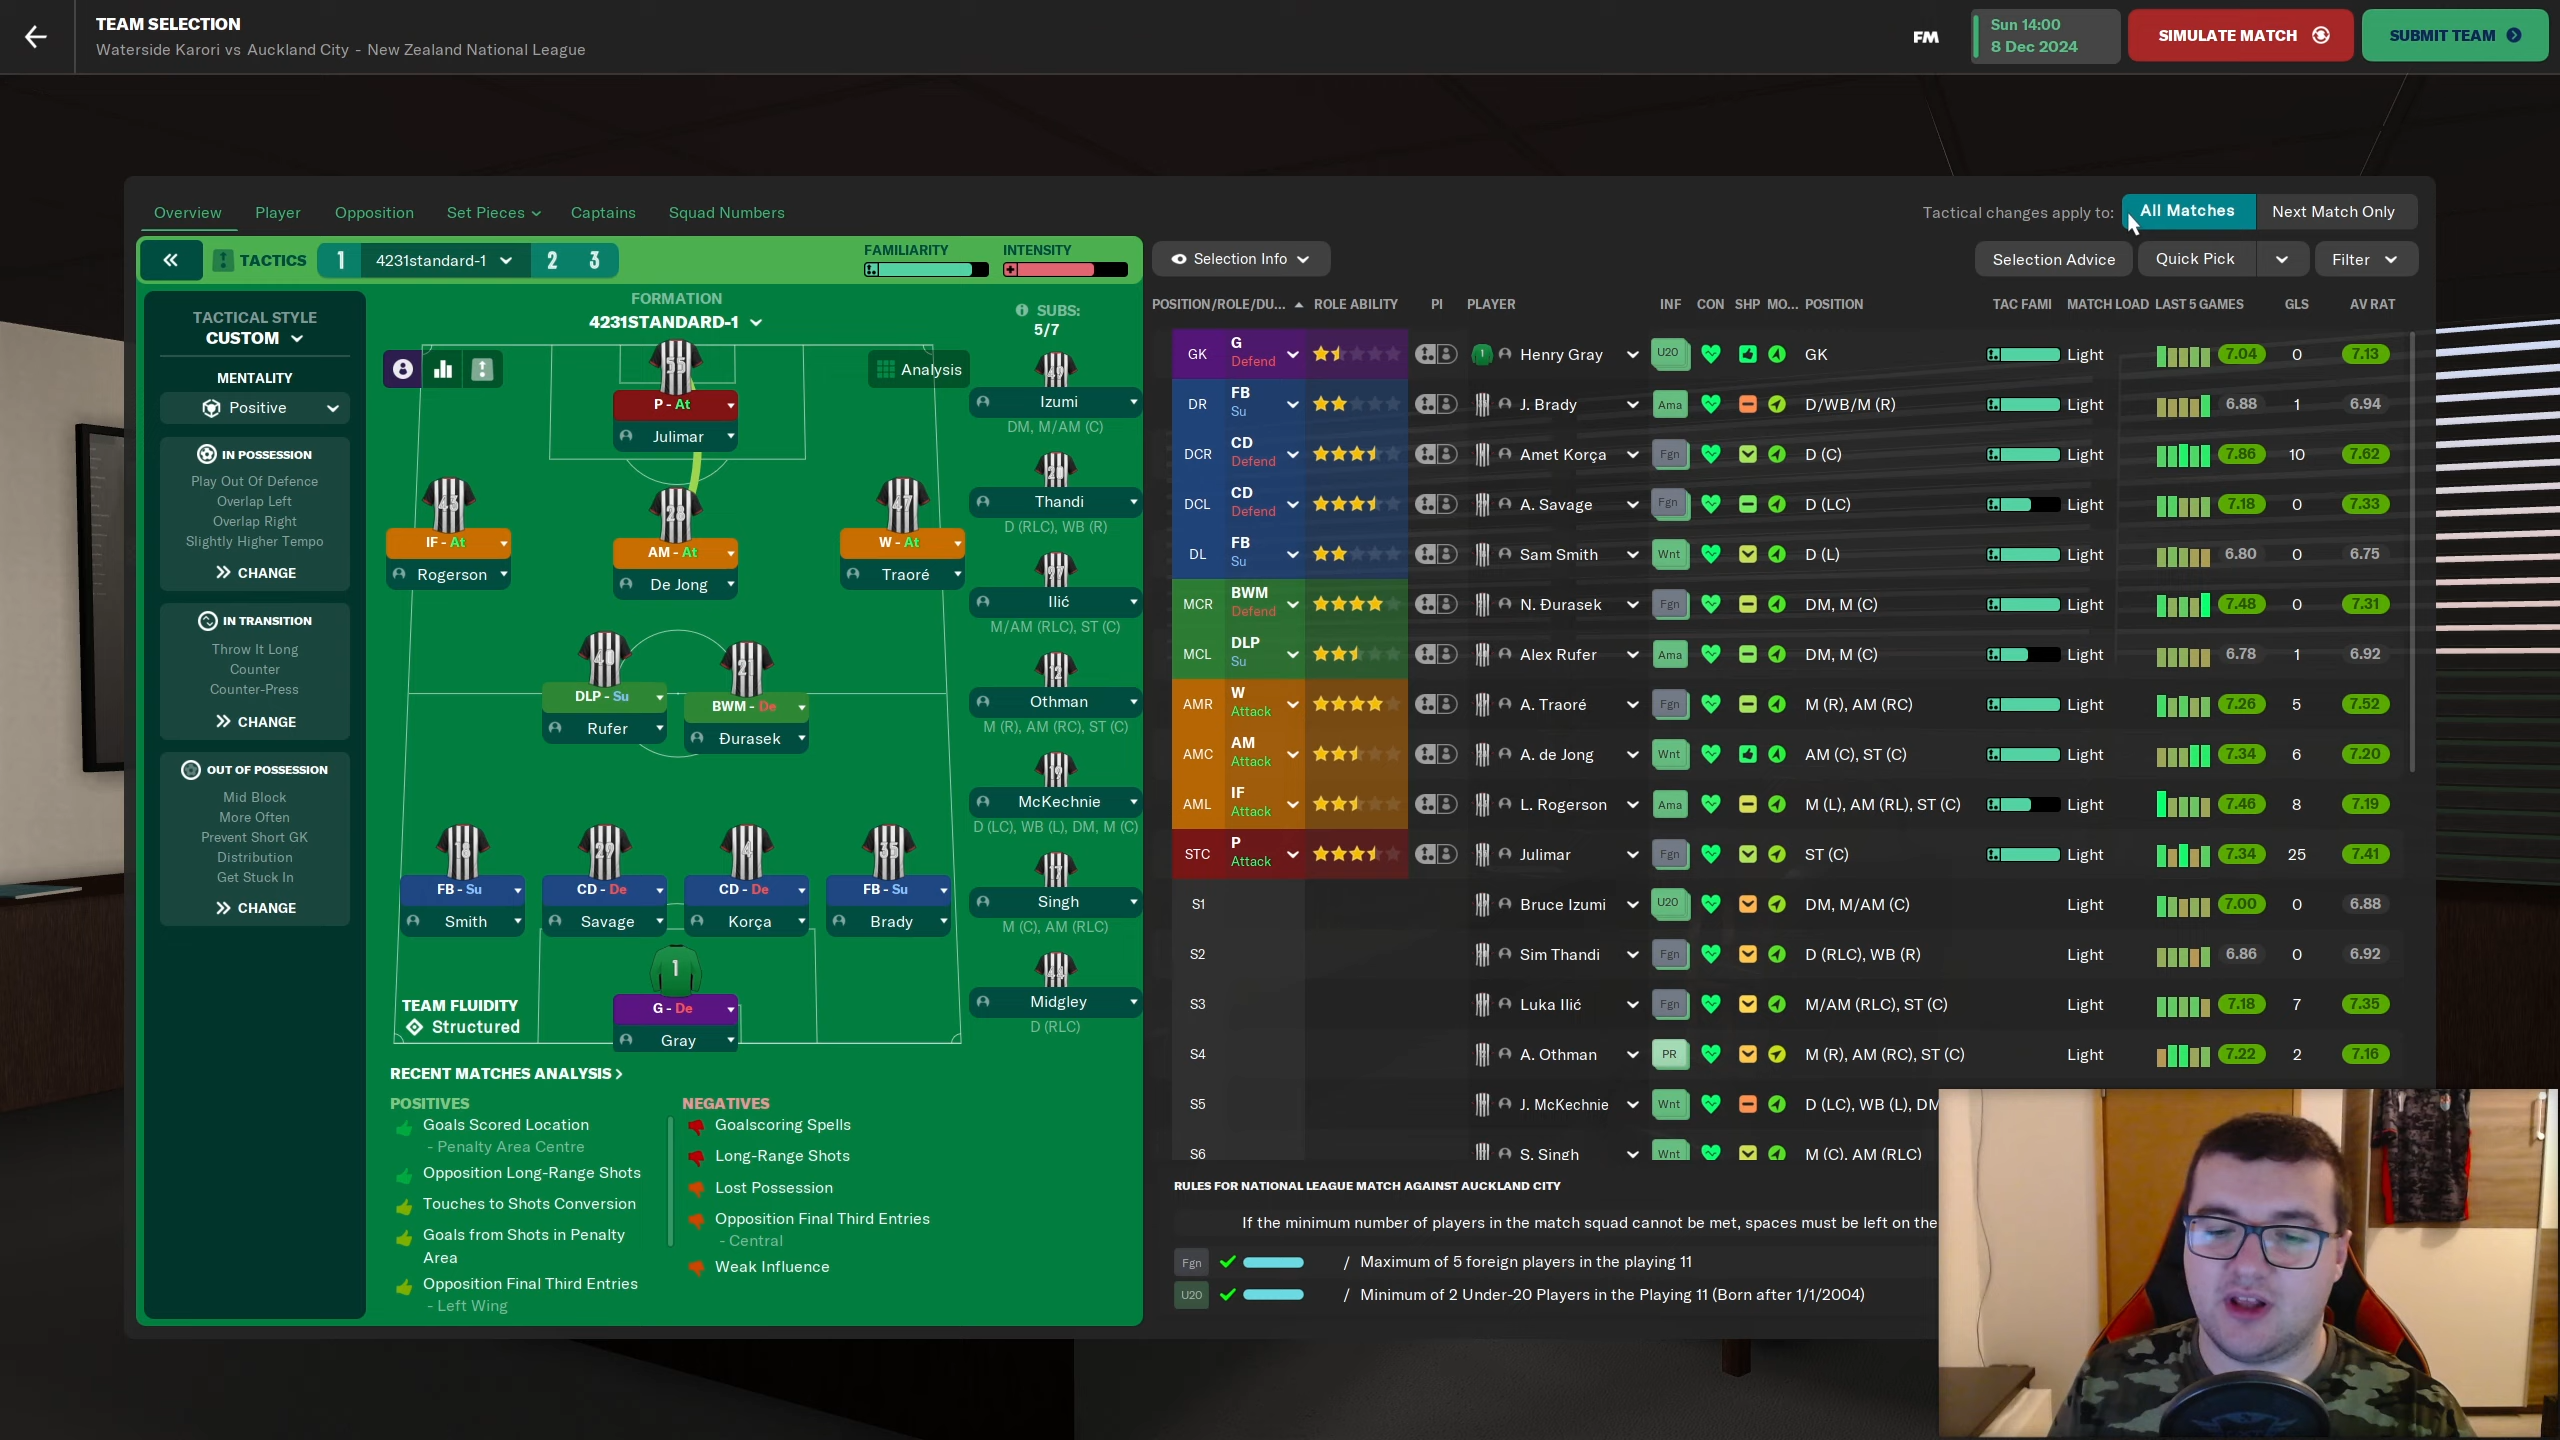 TEAM SELECTION
Waterside Karori vs Auckland City - New Zealand National League
FM
Sun 14:00
8 Dec 2024
SIMULATE MATCH
SUBMIT TEAM
Overview Player Opposition Set Pieces Captains Squad Numbers
Tactical changes apply to: All Matches Next Match Only
TACTICS 1 4231standard-1 2 3
FAMILIARITY INTENSITY
Selection Info
Selection Advice Quick Pick Filter
TACTICAL STYLE
CUSTOM
MENTALITY
Positive
IN POSSESSION
Play Out Of Defence
Overlap Left
Overlap Right
Slightly Higher Tempo
CHANGE
IN TRANSITION
Throw It Long
Counter
Counter-Press
CHANGE
OUT OF POSSESSION
Mid Block
More Often
Prevent Short GK
Distribution
Get Stuck In
CHANGE
FORMATION
4231STANDARD-1
Analysis
55
P - At
Julimar
43
IF - At
Rogerson
28
AM - At
De Jong
47
W - At
Traoré
40
DLP - Su
Rufer
21
BWM - De
Đurasek
18
FB - Su
Smith
29
CD - De
Savage
4
CD - De
Korça
35
FB - Su
Brady
1
G - De
Gray
TEAM FLUIDITY
Structured
SUBS:
5/7
Izumi
DM, M/AM (C)
Thandi
D (RLC), WB (R)
Ilić
M/AM (RLC), ST (C)
12
Othman
M (R), AM (RC), ST (C)
19
McKechnie
D (LC), WB (L), DM, M (C)
17
Singh
M (C), AM (RLC)
44
Midgley
D (RLC)
RECENT MATCHES ANALYSIS
POSITIVES
Goals Scored Location
- Penalty Area Centre
Opposition Long-Range Shots
Touches to Shots Conversion
Goals from Shots in Penalty
Area
Opposition Final Third Entries
- Left Wing
NEGATIVES
Goalscoring Spells
Long-Range Shots
Lost Possession
Opposition Final Third Entries
- Central
Weak Influence
POSITION/ROLE/DU... ROLE ABILITY PI PLAYER INF CON SHP MO... POSITION TAC FAMI MATCH LOAD LAST 5 GAMES GLS AV RAT
GK G Defend Henry Gray U20 GK Light 7.04 0 7.13
DR FB Su J. Brady Ama D/WB/M (R) Light 6.88 1 6.94
DCR CD Defend Amet Korça Fgn D (C) Light 7.86 10 7.62
DCL CD Defend A. Savage Fgn D (LC) Light 7.18 0 7.33
DL FB Su Sam Smith Wnt D (L) Light 6.80 0 6.75
MCR BWM Defend N. Đurasek Fgn DM, M (C) Light 7.48 0 7.31
MCL DLP Su Alex Rufer Ama DM, M (C) Light 6.78 1 6.92
AMR W Attack A. Traoré Fgn M (R), AM (RC) Light 7.26 5 7.52
AMC AM Attack A. de Jong Wnt AM (C), ST (C) Light 7.34 6 7.20
AML IF Attack L. Rogerson Ama M (L), AM (RL), ST (C) Light 7.46 8 7.19
STC P Attack Julimar Fgn ST (C) Light 7.34 25 7.41
S1 Bruce Izumi U20 DM, M/AM (C) Light 7.00 0 6.88
S2 Sim Thandi Fgn D (RLC), WB (R) Light 6.86 0 6.92
S3 Luka Ilić Fgn M/AM (RLC), ST (C) Light 7.18 7 7.35
S4 A. Othman PR M (R), AM (RC), ST (C) Light 7.22 2 7.16
S5 J. McKechnie Wnt D (LC), WB (L), DM
S6 S. Singh Wnt M (C), AM (RLC)
RULES FOR NATIONAL LEAGUE MATCH AGAINST AUCKLAND CITY
If the minimum number of players in the match squad cannot be met, spaces must be left on the
Fgn / Maximum of 5 foreign players in the playing 11
U20 / Minimum of 2 Under-20 Players in the Playing 11 (Born after 1/1/2004)